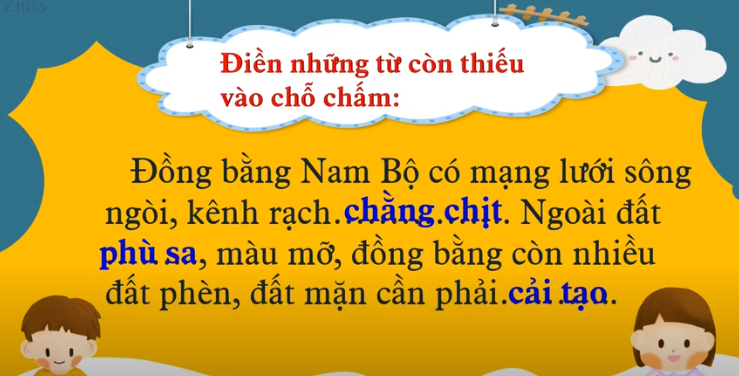 Điền những từ còn thiếu
vào chỗ chấm:
Đồng bằng Nam Bộ có mạng lưới sông
ngòi, kênh rạch..chằng.chịt. Ngoài đất
phù sa, màu mỡ, đồng bằng còn nhiều
đất phèn, đất mặn cần phải.cải tạo.